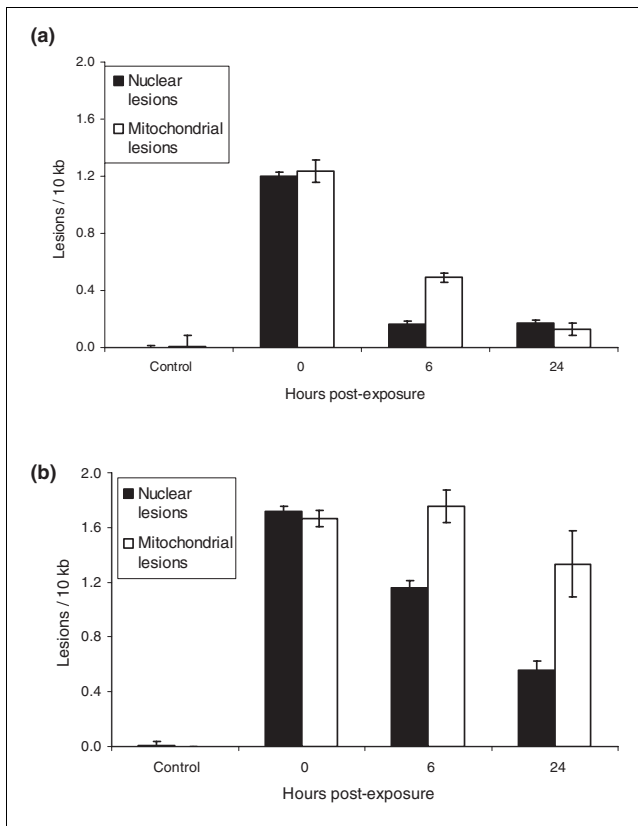 (a)
2.0
1.6
1.2
0.8
0.4
0.0
Lesions / 10 kb
Nuclear
lesions
Mitochondrial
lesions
Control 0 6 24
Hours post-exposure
(b)
2.0
1.6
1.2
0.8
0.4
0.0
Lesions / 10 kb
Nuclear
lesions
Mitochondrial
lesions
Control 0 6 24
Hours post-exposure